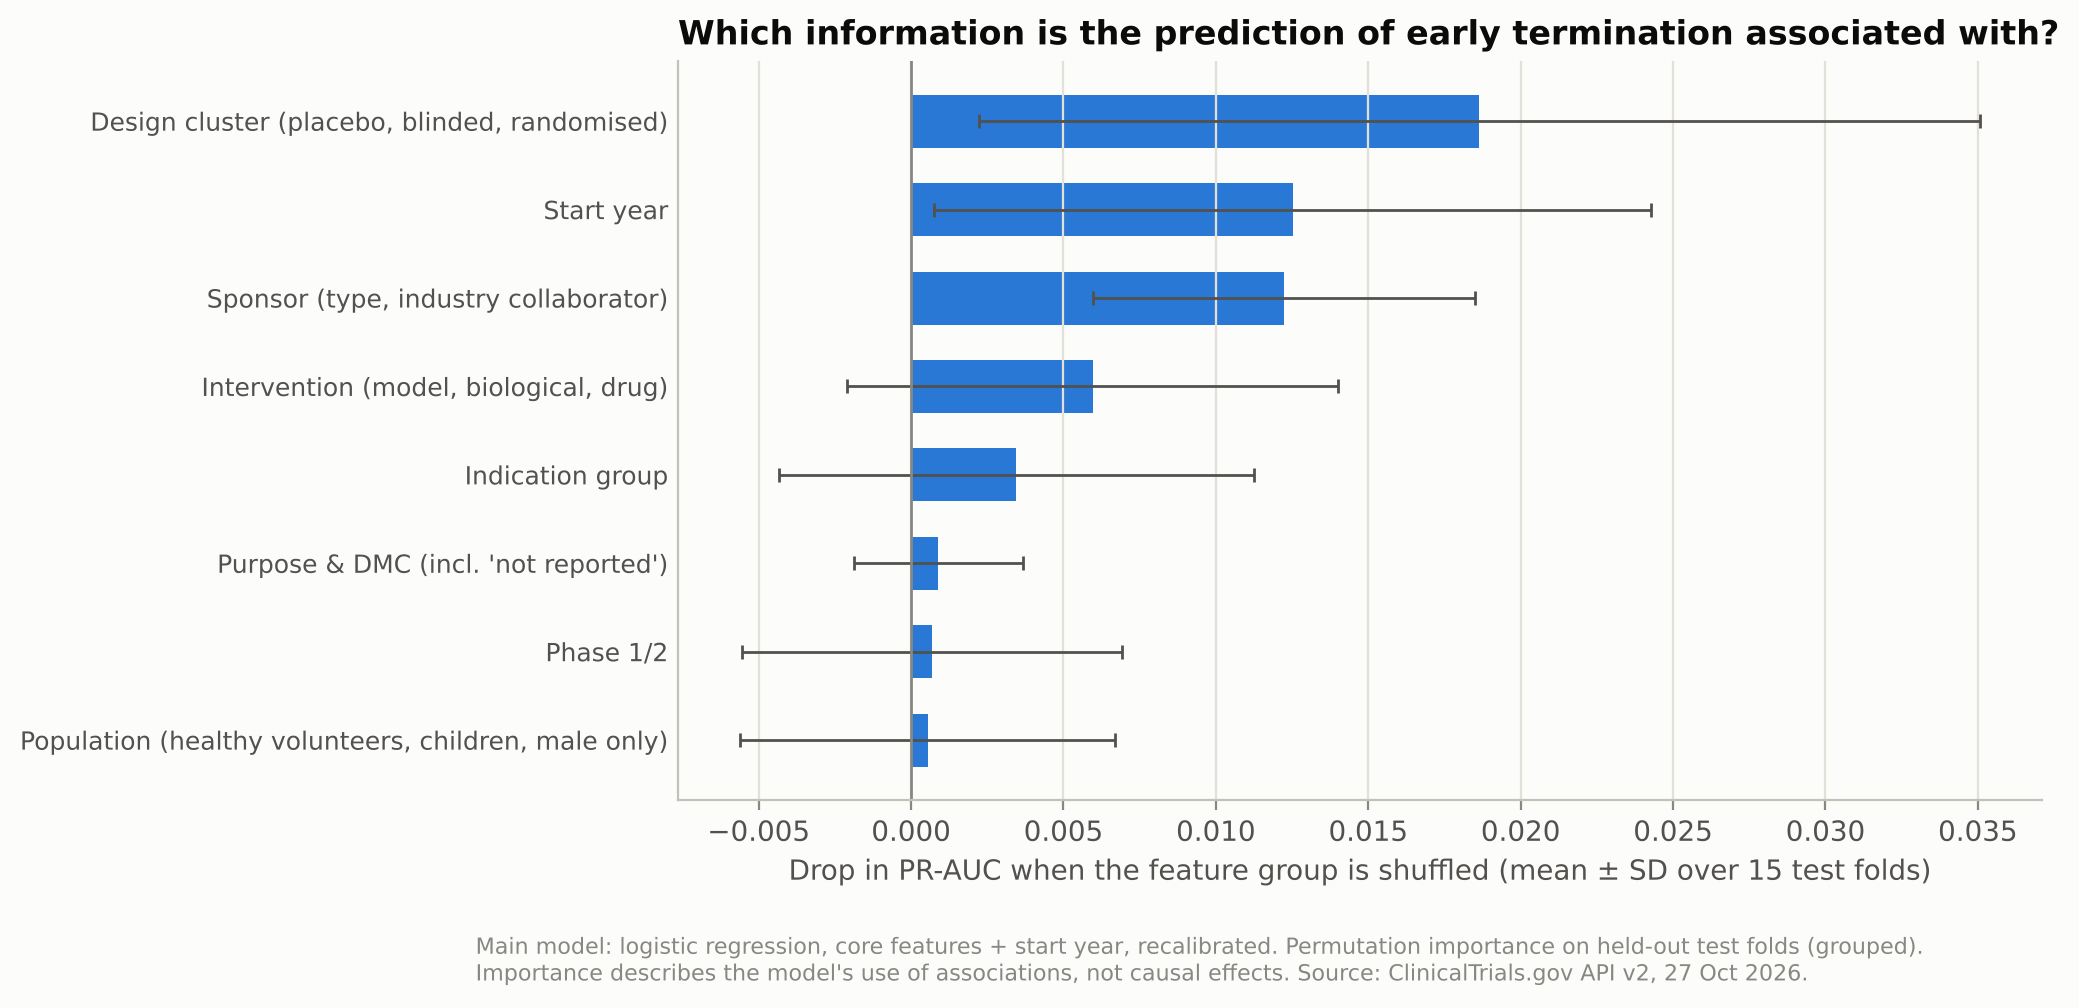 Which information is the prediction of early termination associated with?
Design cluster (placebo, blinded, randomised)
Start year
Sponsor (type, industry collaborator)
Intervention (model, biological, drug)
Indication group
Purpose & DMC (incl. 'not reported')
Phase 1/2
Population (healthy volunteers, children, male only)
−0.005 0.000 0.005 0.010 0.015 0.020 0.025 0.030 0.035
Drop in PR-AUC when the feature group is shuffled (mean ± SD over 15 test folds)
Main model: logistic regression, core features + start year, recalibrated. Permutation importance on held-out test folds (grouped).
Importance describes the model's use of associations, not causal effects. Source: ClinicalTrials.gov API v2, 27 Oct 2026.